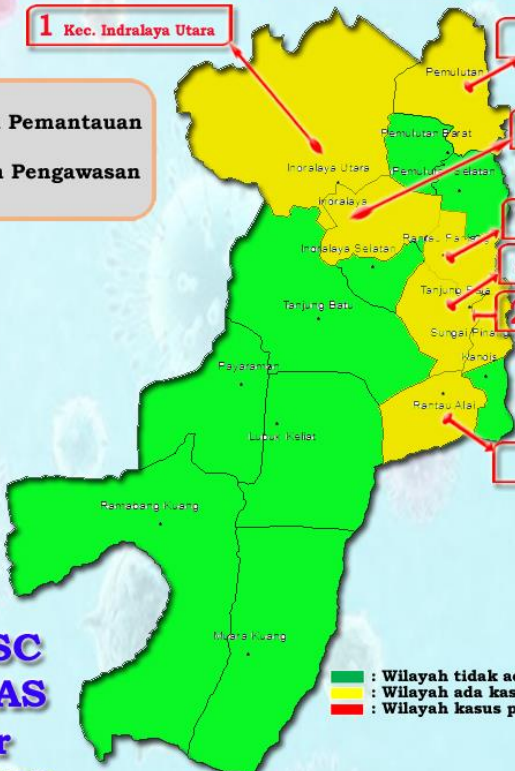 1 Kec. Indralaya Utara
Pemulutan
Pemantauan
Pemulutan Barat
Pengawasan
Indralaya Utara
Pemulutan Selatan
Indralaya
Rantau
Indralaya Selatan
Tanjung Batu
Tanjung Raja
Sungai Pinang
Kandis
Payaraman
Rantau Alai
Lubuk Keliat
Rambang Kuang
Muara Kuang
SC
AS
r
: Wilayah tidak ad
: Wilayah ada kas
: Wilayah kasus p